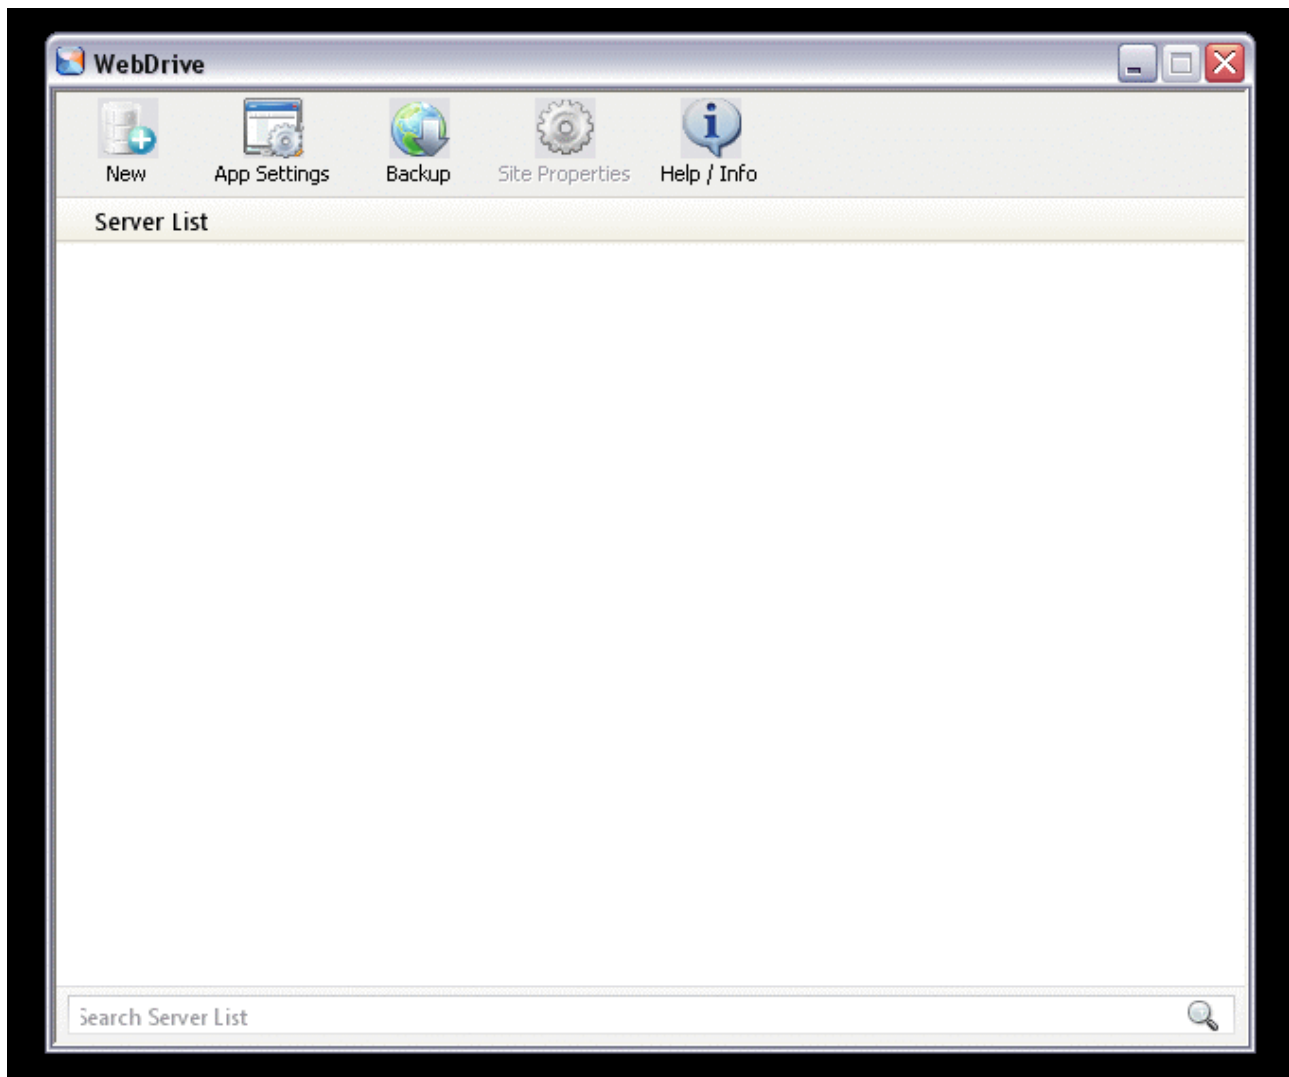 WebDrive
New App Settings Backup Site Properties Help / Info
Server List
Search Server List